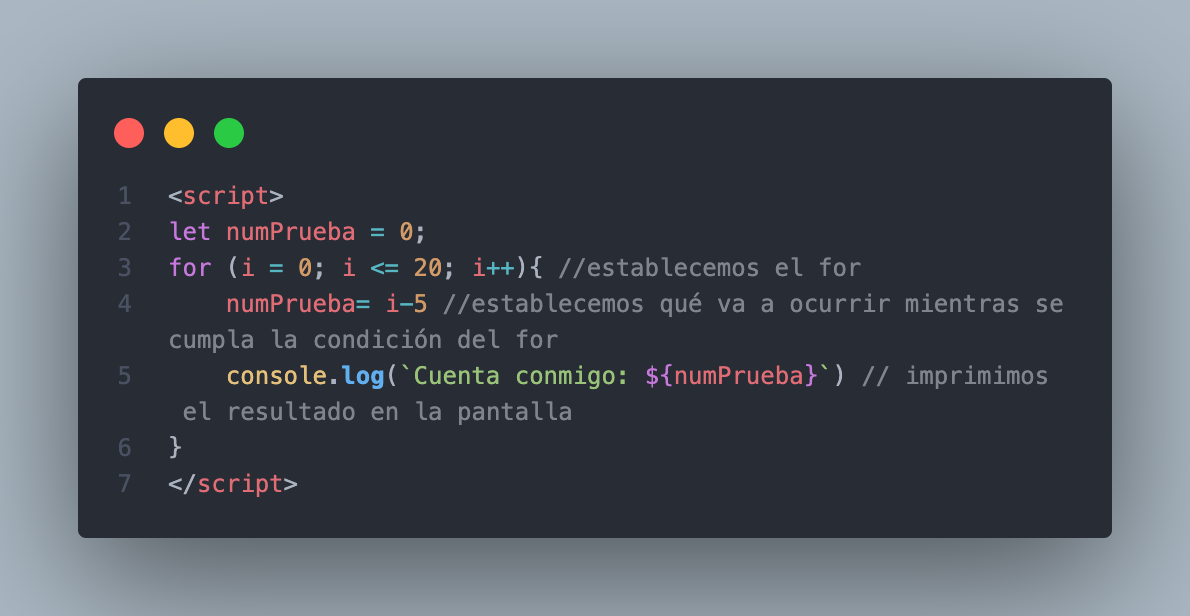 1 <script>
2 let numPrueba = 0;
3 for (i = 0; i <= 20; i++){ //establecemos el for
4 numPrueba= i-5 //establecemos qué va a ocurrir mientras se
cumpla la condición del for
5 console.log(`Cuenta conmigo: ${numPrueba}`) // imprimimos
el resultado en la pantalla
6 }
7 </script>